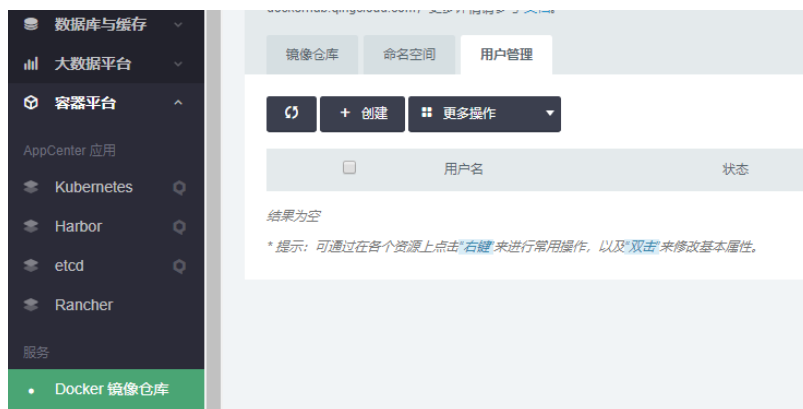 数据库与缓存
大数据平台
容器平台
AppCenter 应用
Kubernetes
Harbor
etcd
Rancher
服务
Docker 镜像仓库
镜像仓库 命名空间 用户管理
+ 创建 更多操作
用户名 状态
结果为空
* 提示：可通过在各个资源上点击"右键"来进行常用操作，以及"双击"来修改基本属性。